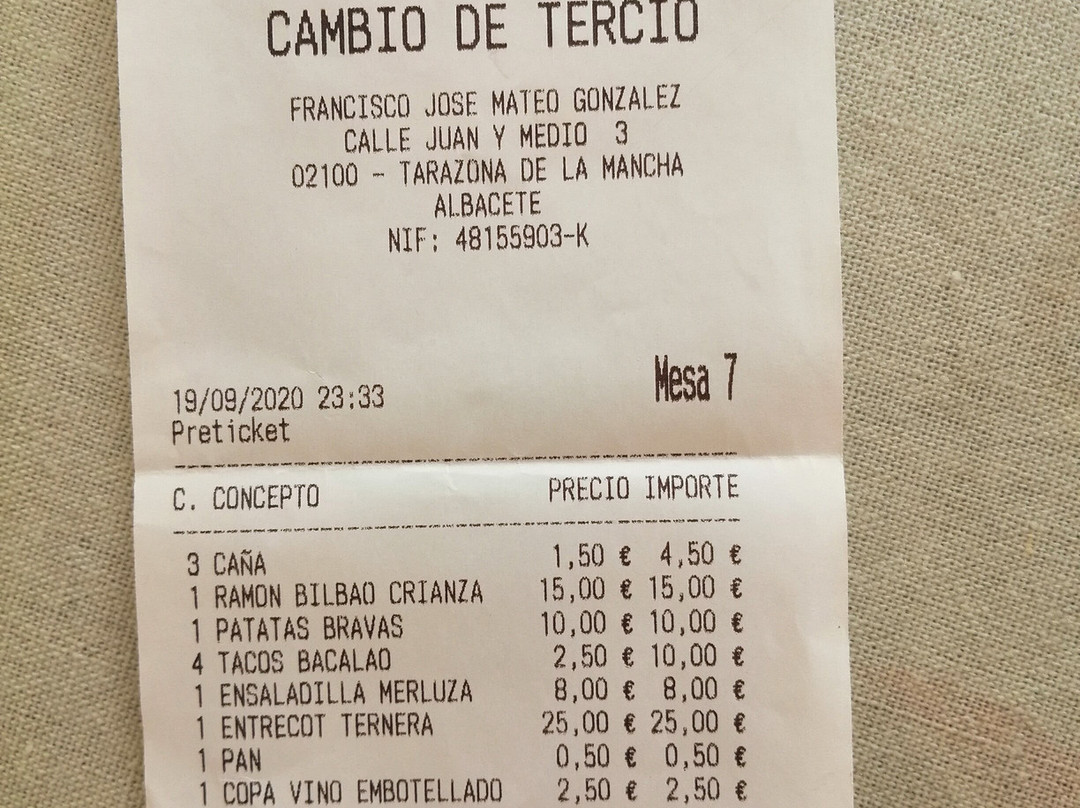 CAMBIO DE TERCIO
FRANCISCO JOSE MATEO GONZALEZ
CALLE JUAN Y MEDIO 3
02100 - TARAZONA DE LA MANCHA
ALBACETE
NIF: 48155903-K
Mesa 7
19/09/2020 23:33
Preticket
C. CONCEPTO PRECIO IMPORTE
3 CAÑA 1,50 € 4,50 €
1 RAMON BILBAO CRIANZA 15,00 € 15,00 €
1 PATATAS BRAVAS 10,00 € 10,00 €
4 TACOS BACALAO 2,50 € 10,00 €
1 ENSALADILLA MERLUZA 8,00 € 8,00 €
1 ENTRECOT TERNERA 25,00 € 25,00 €
1 PAN 0,50 € 0,50 €
1 COPA VINO EMBOTELLADO 2,50 € 2,50 €